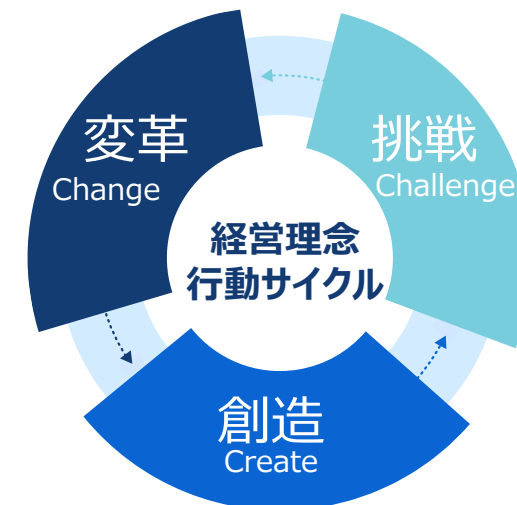 変革
Change
挑戦
Challenge
経営理念
行動サイクル
創造
Create